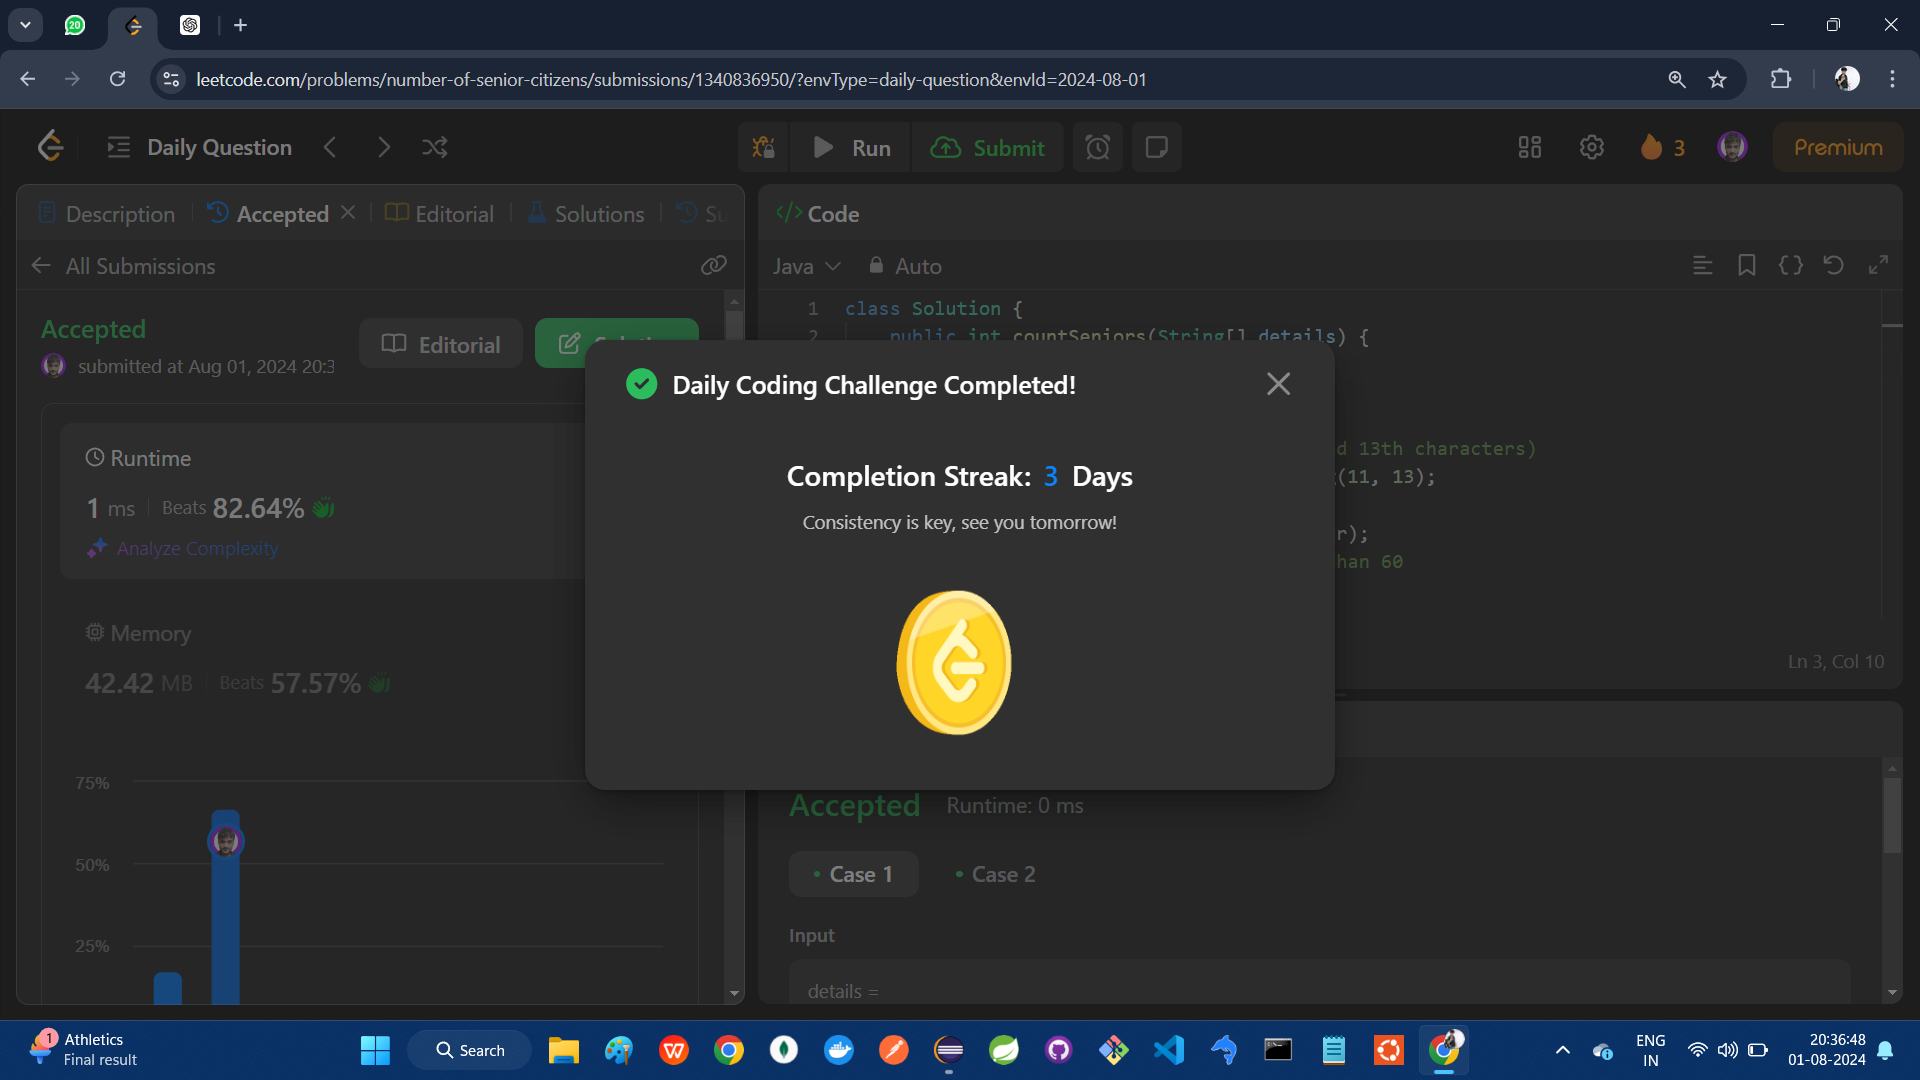 20
leetcode.com/problems/number-of-senior-citizens/submissions/1340836950/?envType=daily-question&envId=2024-08-01
Daily Question
Run
Submit
3
Premium
Description
Accepted
Editorial
Solutions
Su
Code
All Submissions
Java
Auto
Accepted
submitted at Aug 01, 2024 20:3
Editorial
1 class Solution {
2 public int countSeniors(String[] details) {
d 13th characters)
(11, 13);
r);
han 60
Ln 3, Col 10
Daily Coding Challenge Completed!
Completion Streak: 3 Days
Consistency is key, see you tomorrow!
Runtime
1 ms Beats 82.64%
Analyze Complexity
Memory
42.42 MB Beats 57.57%
75%
50%
25%
Accepted Runtime: 0 ms
Case 1
Case 2
Input
details =
1
Athletics
Final result
Search
ENG
IN
20:36:48
01-08-2024